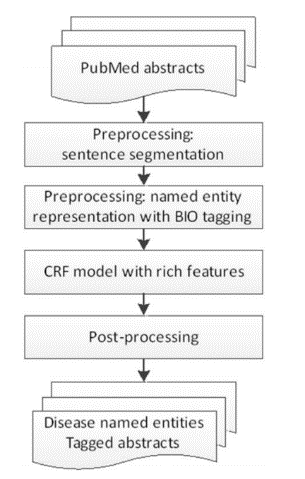 PubMed abstracts
Preprocessing:
sentence segmentation
Preprocessing: named entity
representation with BIO tagging
CRF model with rich features
Post-processing
Disease named entities
Tagged abstracts